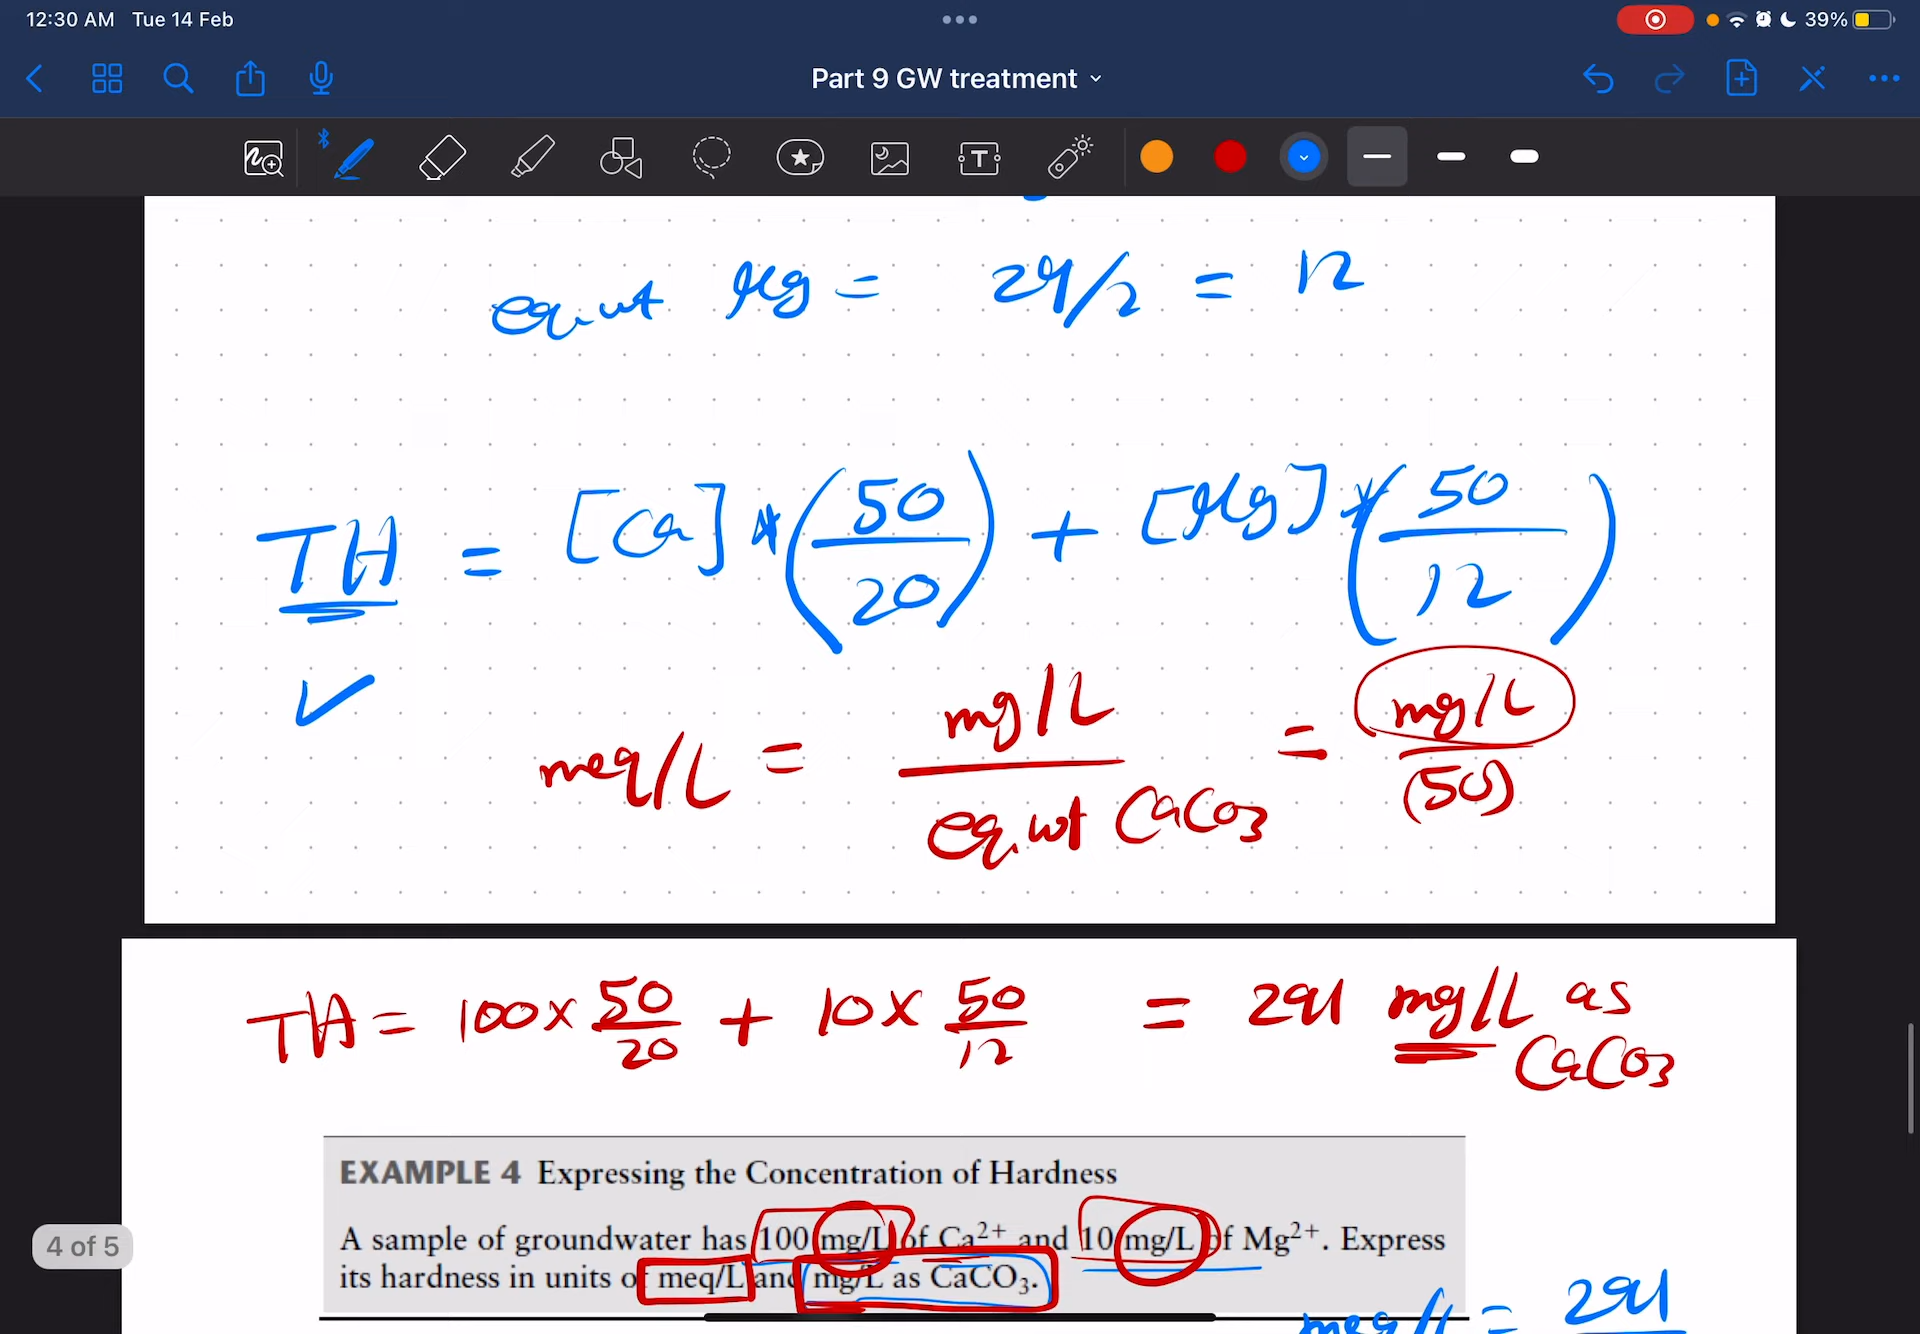 12:30 AM Tue 14 Feb
39%
Part 9 GW treatment
T
eq. wt Mg = 24/2 = 12
TH = [Ca] * (50/20) + [Mg] * (50/12)
meq/L = mg/L / eq. wt CaCO3 = mg/L / (50)
TH = 100 x 50/20 + 10 x 50/12 = 291 mg/L as CaCO3
EXAMPLE 4 Expressing the Concentration of Hardness
A sample of groundwater has 100 mg/L of Ca²⁺ and 10 mg/L of Mg²⁺. Express
its hardness in units of meq/L and mg/L as CaCO₃.
meq/L = 291
4 of 5